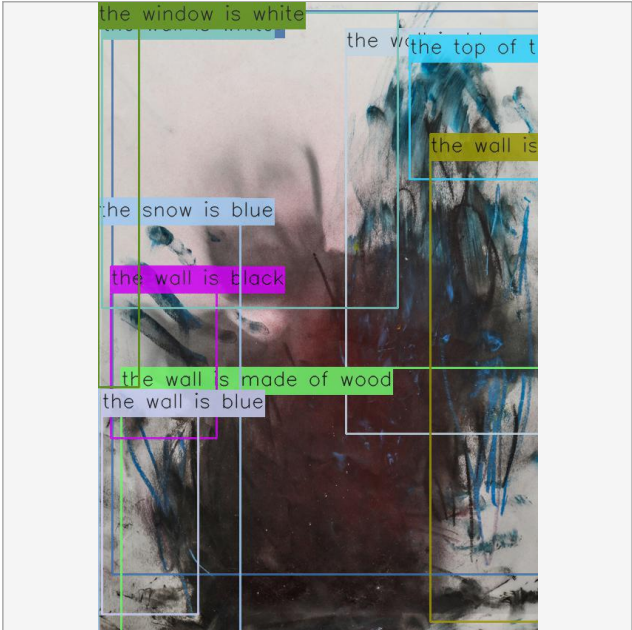 the window is white
the wall is white
the wall is
the top of t
the wall is
the snow is blue
the wall is black
the wall is made of wood
the wall is blue